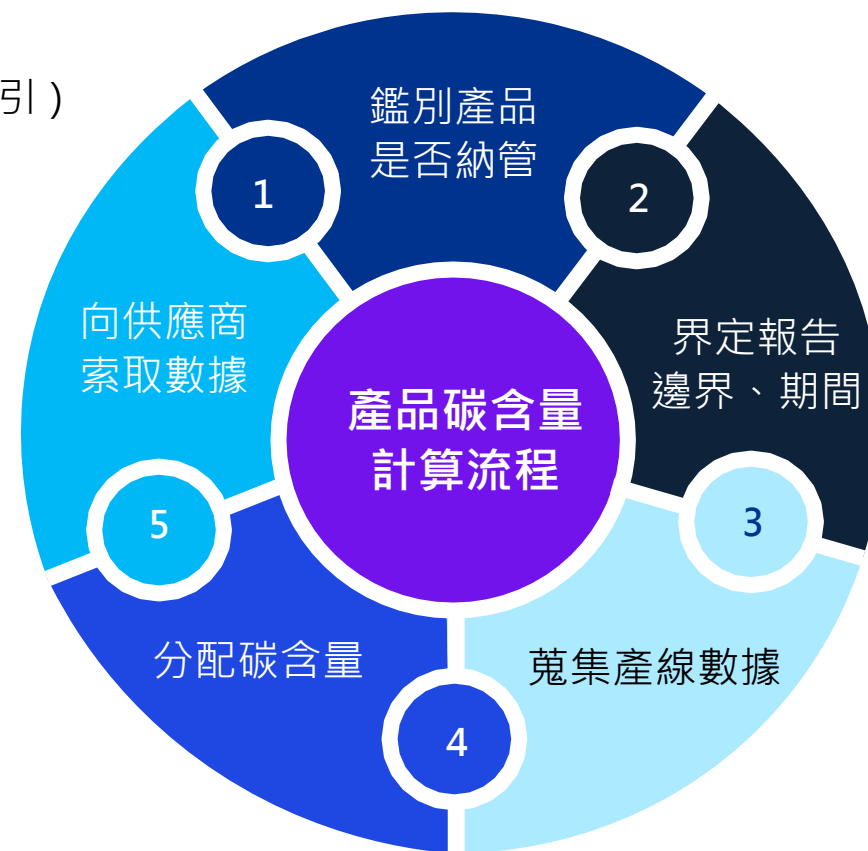 引）
1
鑑別產品
是否納管
2
界定報告
邊界、期間
3
蒐集產線數據
4
分配碳含量
5
向供應商
索取數據
產品碳含量
計算流程